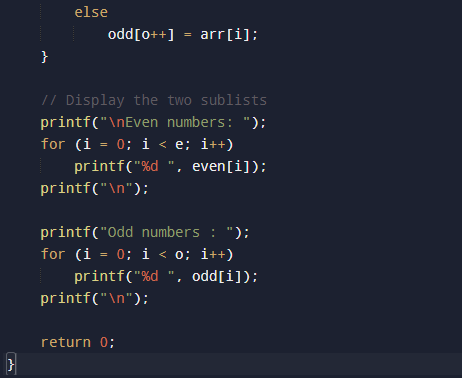 else
odd[o++] = arr[i];
}
// Display the two sublists
printf("\nEven numbers: ");
for (i = 0; i < e; i++)
printf("%d ", even[i]);
printf("\n");
printf("Odd numbers : ");
for (i = 0; i < o; i++)
printf("%d ", odd[i]);
printf("\n");
return 0;
}